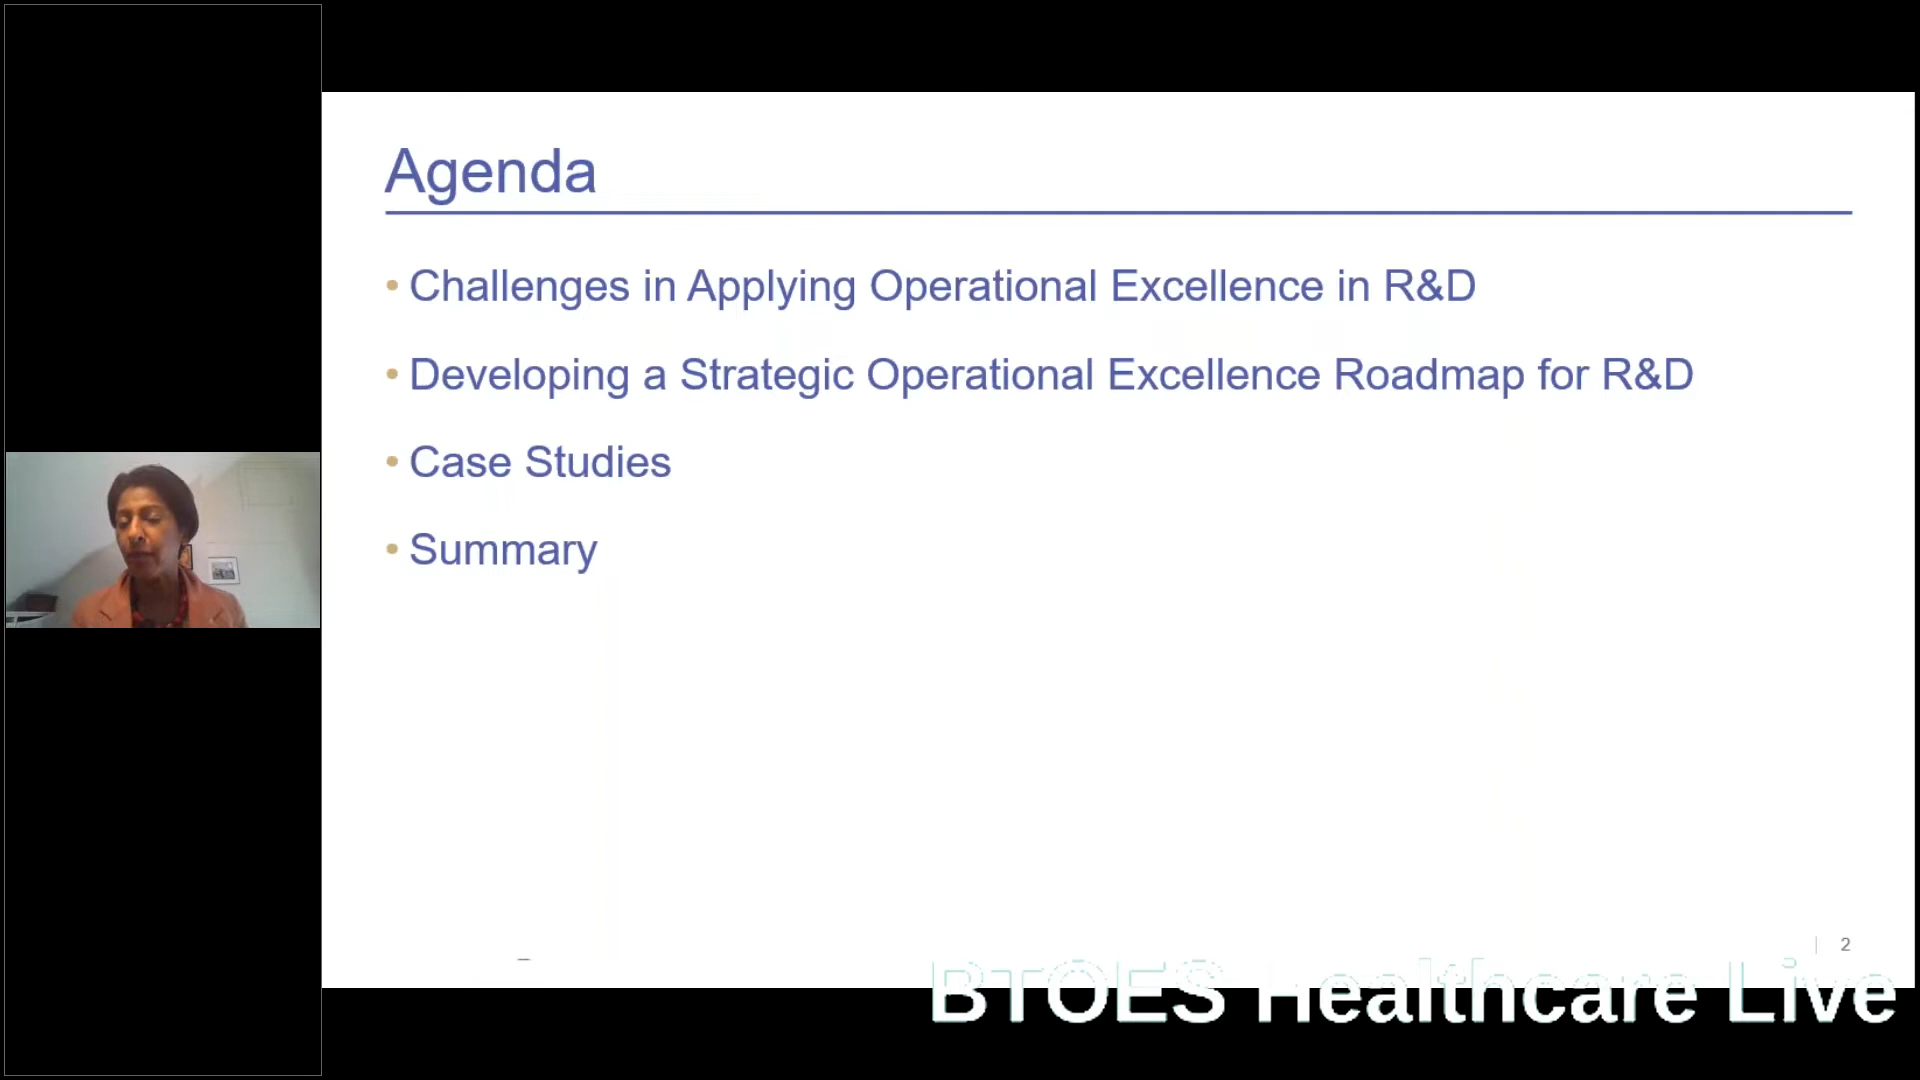 Agenda
• Challenges in Applying Operational Excellence in R&D
• Developing a Strategic Operational Excellence Roadmap for R&D
• Case Studies
• Summary
2
BTOES Healthcare Live